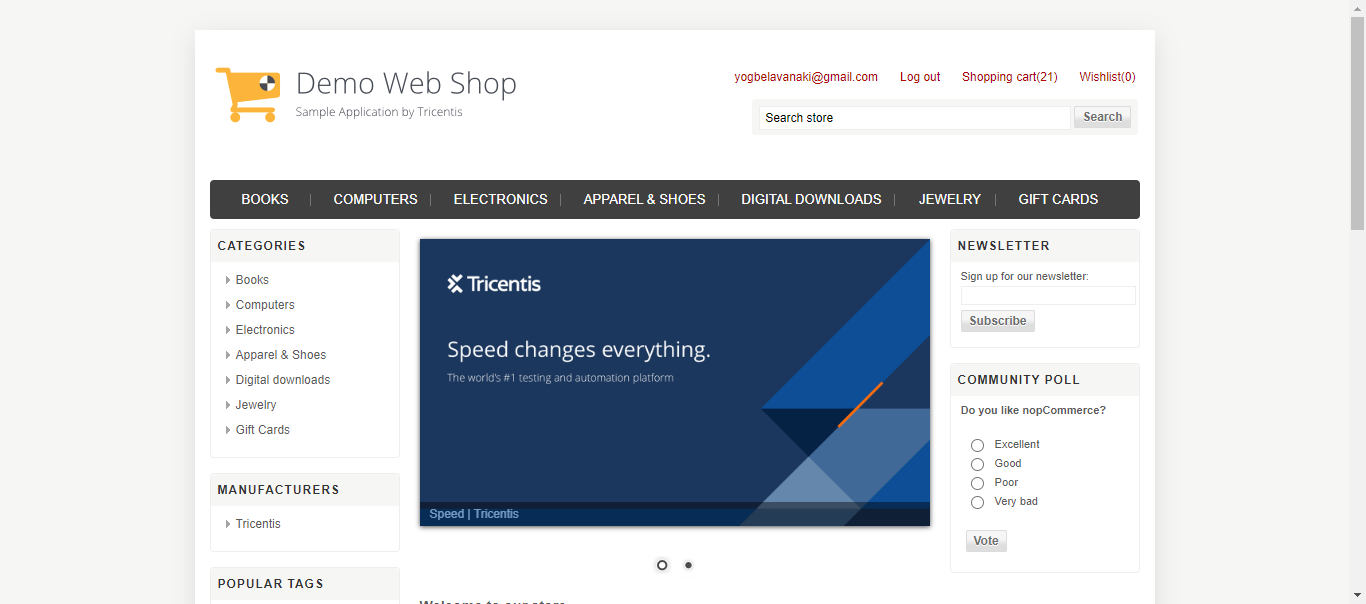 Demo Web Shop
Sample Application by Tricentis
yogbelavanaki@gmail.com Log out Shopping cart(21) Wishlist(0)
Search store Search
BOOKS COMPUTERS ELECTRONICS APPAREL & SHOES DIGITAL DOWNLOADS JEWELRY GIFT CARDS
CATEGORIES
Books
Computers
Electronics
Apparel & Shoes
Digital downloads
Jewelry
Gift Cards
MANUFACTURERS
Tricentis
POPULAR TAGS
Tricentis
Speed changes everything.
The world's #1 testing and automation platform
Speed | Tricentis
Welcome to our store
NEWSLETTER
Sign up for our newsletter:
Subscribe
COMMUNITY POLL
Do you like nopCommerce?
Excellent
Good
Poor
Very bad
Vote